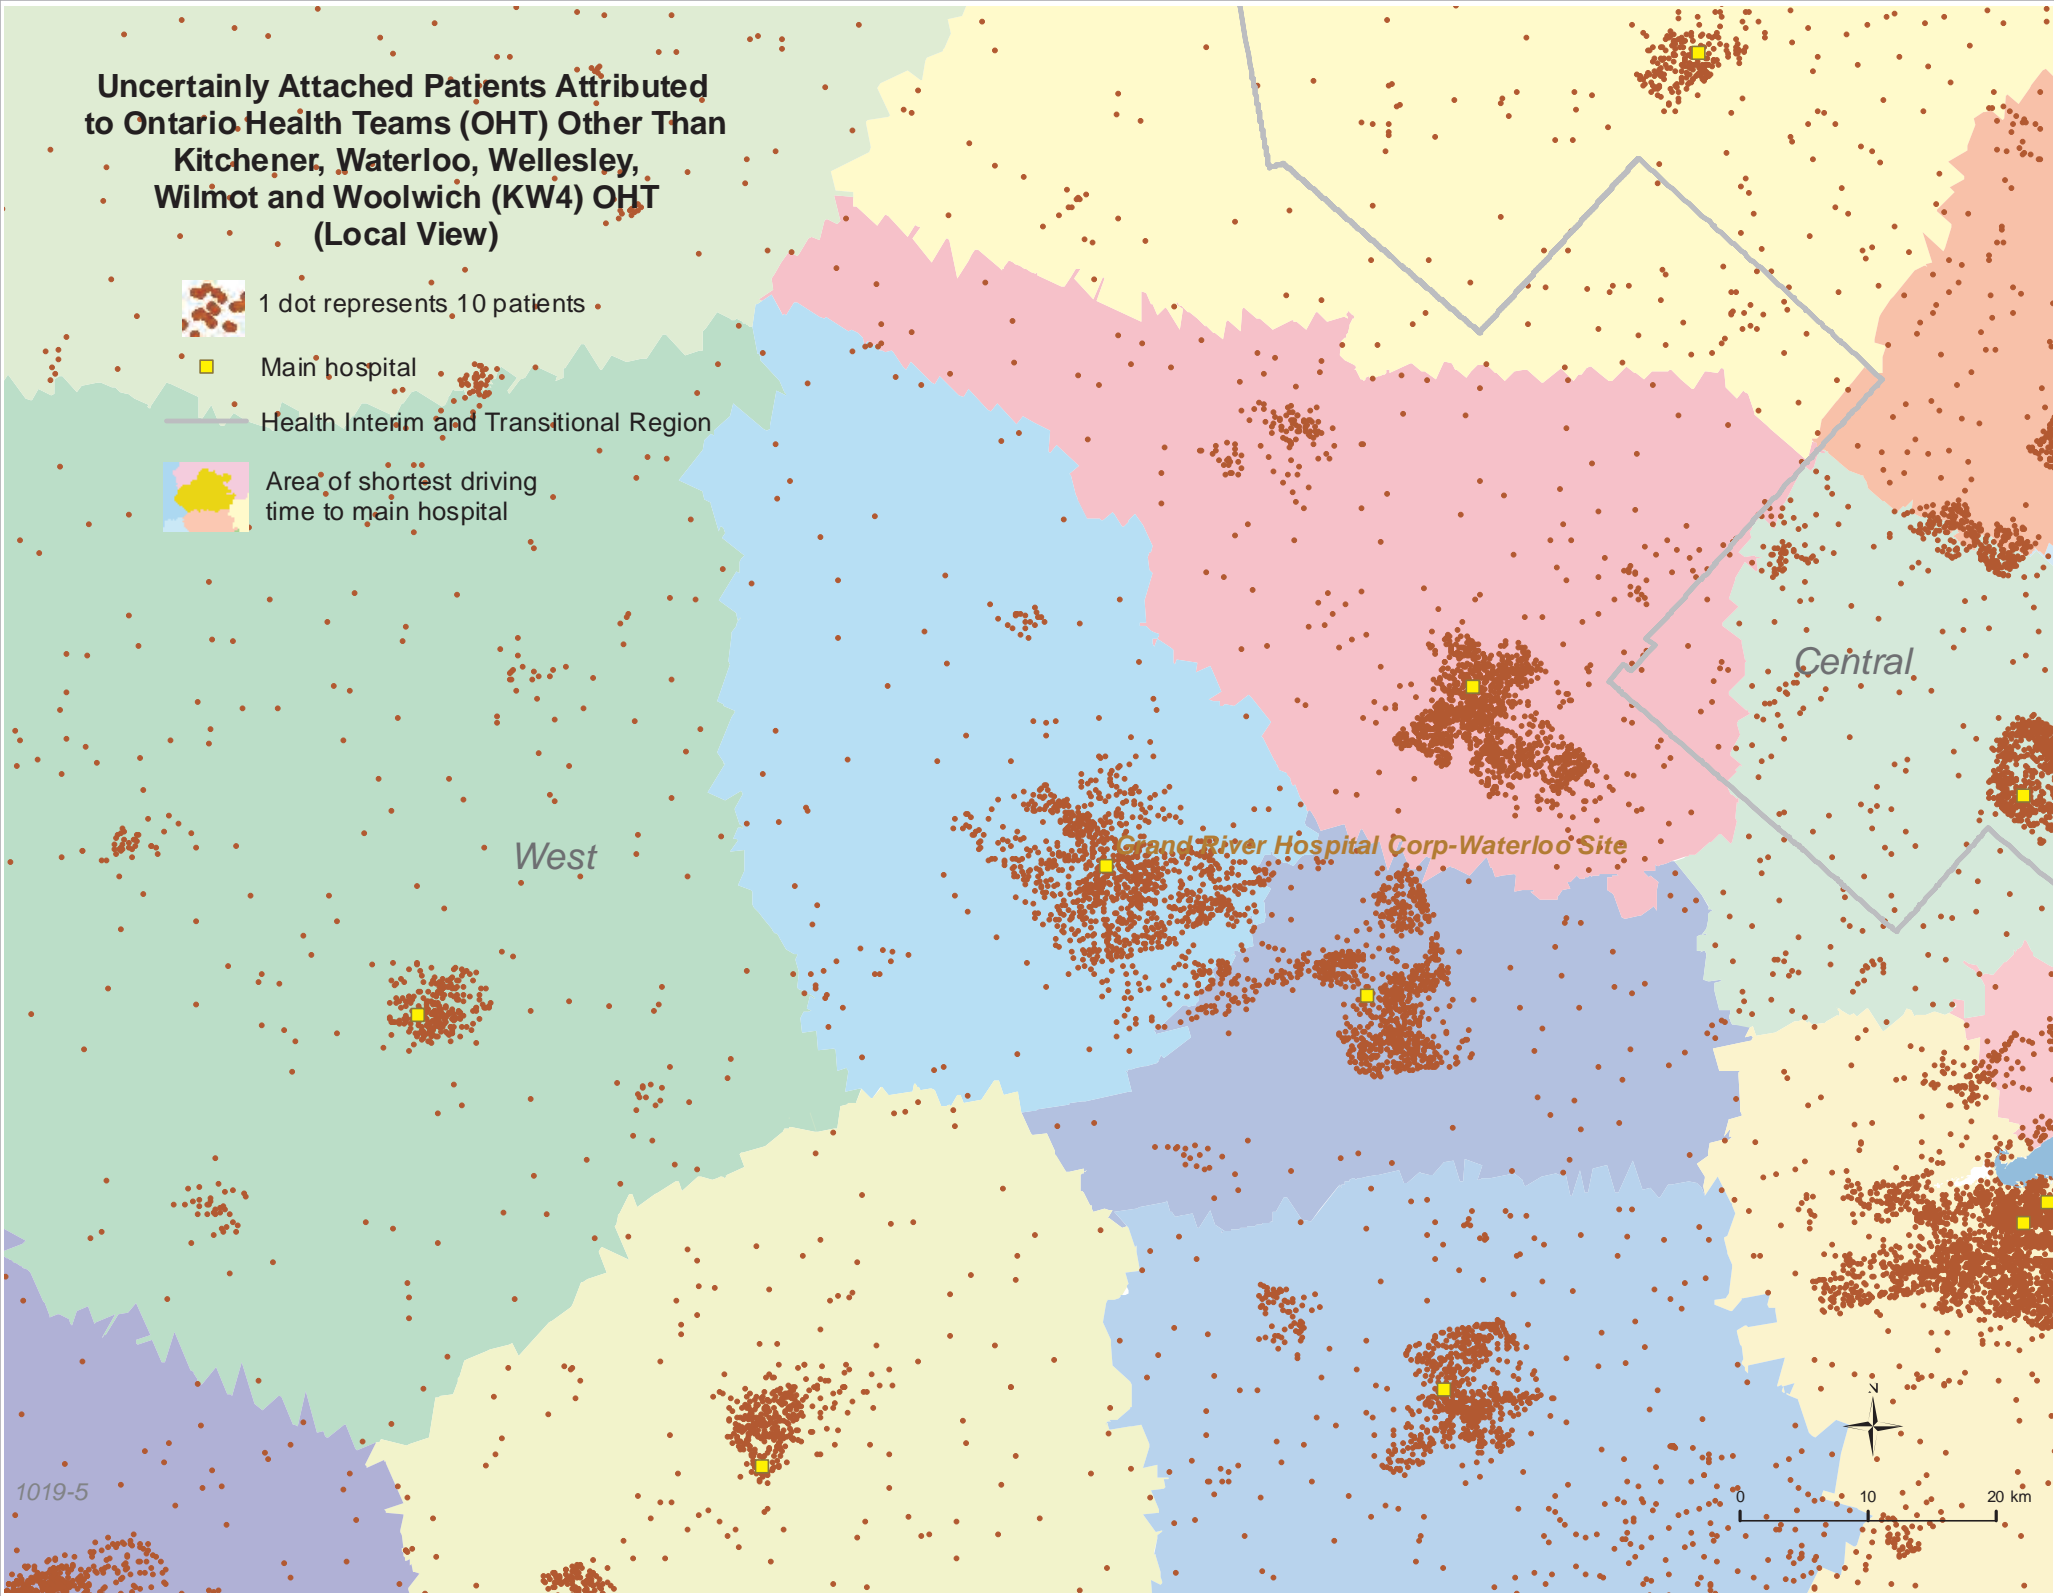 Uncertainly Attached Patients Attributed
to Ontario Health Teams (OHT) Other Than
Kitchener, Waterloo, Wellesley,
Wilmot and Woolwich (KW4) OHT
(Local View)
1 dot represents 10 patients
Main hospital
Health Interim and Transitional Region
Area of shortest driving
time to main hospital
Central
Grand River Hospital Corp-Waterloo Site
West
N
1019-5
0 10 20 km